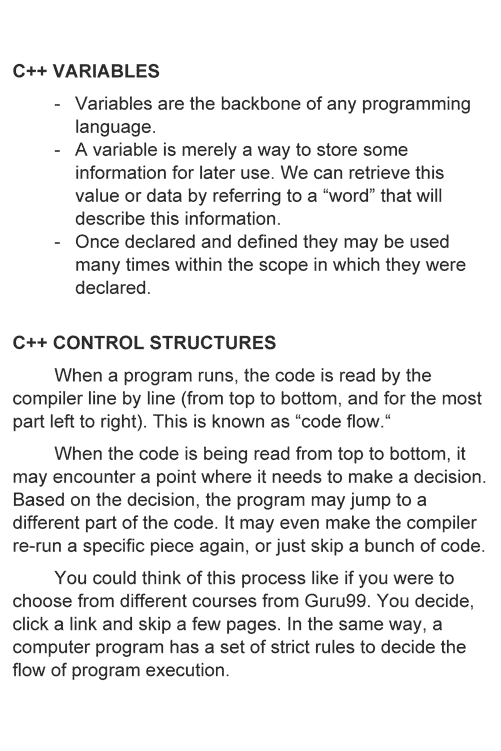 C++ VARIABLES
- Variables are the backbone of any programming
language.
- A variable is merely a way to store some
information for later use. We can retrieve this
value or data by referring to a “word” that will
describe this information.
- Once declared and defined they may be used
many times within the scope in which they were
declared.
C++ CONTROL STRUCTURES
When a program runs, the code is read by the
compiler line by line (from top to bottom, and for the most
part left to right). This is known as “code flow.“
When the code is being read from top to bottom, it
may encounter a point where it needs to make a decision.
Based on the decision, the program may jump to a
different part of the code. It may even make the compiler
re-run a specific piece again, or just skip a bunch of code.
You could think of this process like if you were to
choose from different courses from Guru99. You decide,
click a link and skip a few pages. In the same way, a
computer program has a set of strict rules to decide the
flow of program execution.